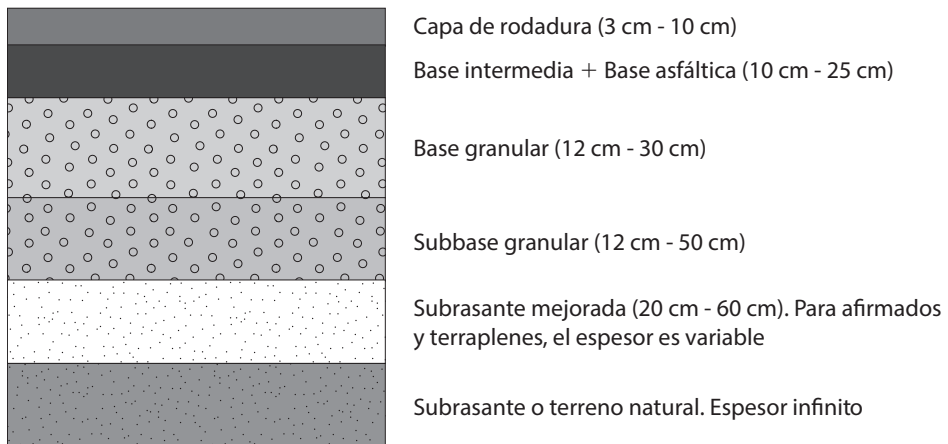 Capa de rodadura (3 cm - 10 cm)
Base intermedia + Base asfáltica (10 cm - 25 cm)
Base granular (12 cm - 30 cm)
Subbase granular (12 cm - 50 cm)
Subrasante mejorada (20 cm - 60 cm). Para afirmados
y terraplenes, el espesor es variable
Subrasante o terreno natural. Espesor infinito